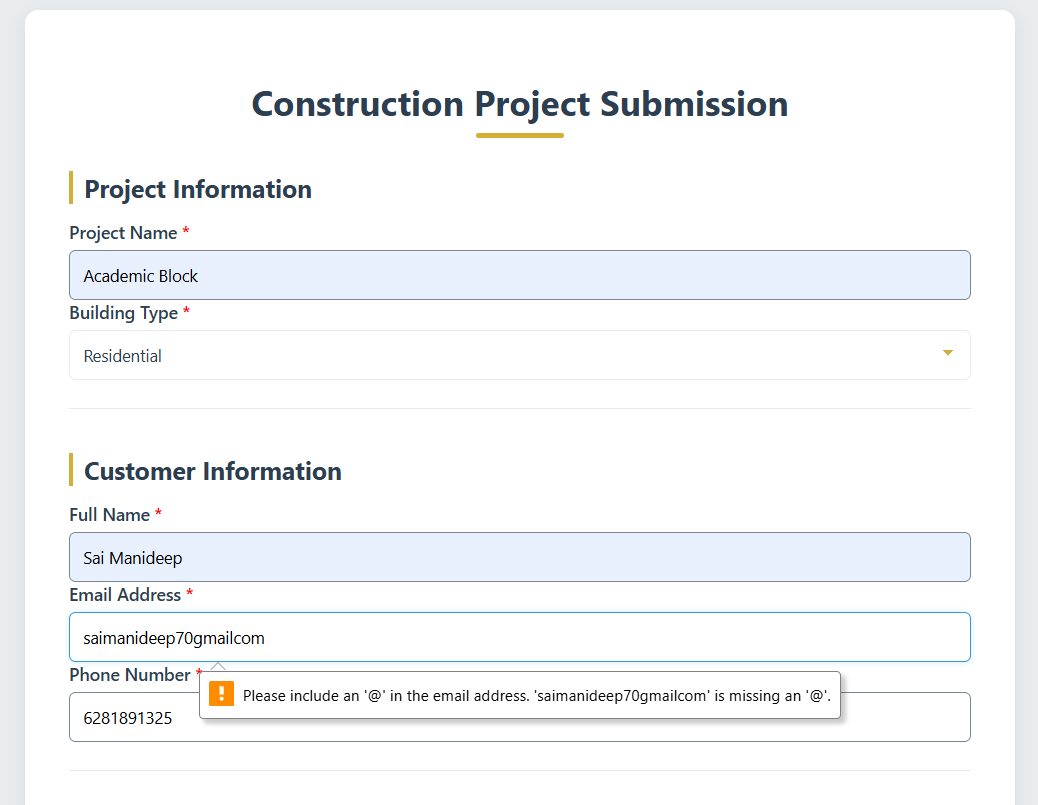 Construction Project Submission
Project Information
Project Name *
Academic Block
Building Type *
Residential
Customer Information
Full Name *
Sai Manideep
Email Address *
saimanideep70gmailcom
Phone Number *
Please include an '@' in the email address. 'saimanideep70gmailcom' is missing an '@'.
6281891325